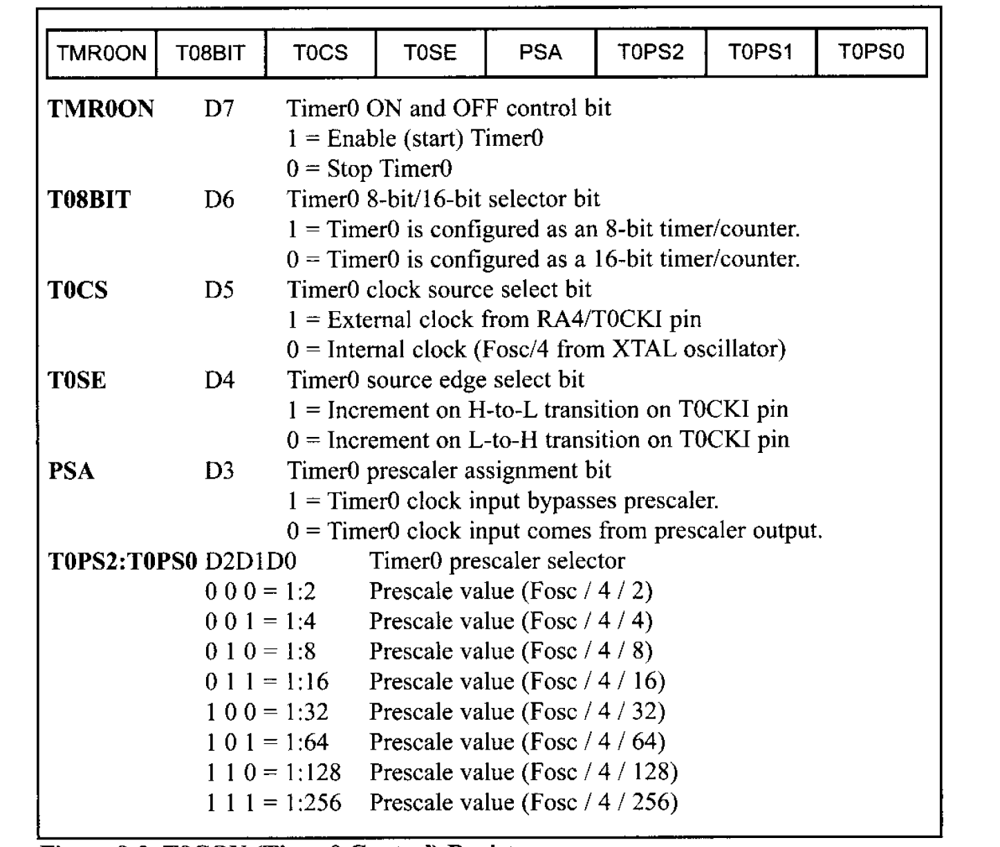 TMR0ON T08BIT T0CS T0SE PSA T0PS2 T0PS1 T0PS0
TMR0ON D7 Timer0 ON and OFF control bit
1 = Enable (start) Timer0
0 = Stop Timer0
T08BIT D6 Timer0 8-bit/16-bit selector bit
1 = Timer0 is configured as an 8-bit timer/counter.
0 = Timer0 is configured as a 16-bit timer/counter.
T0CS D5 Timer0 clock source select bit
1 = External clock from RA4/T0CKI pin
0 = Internal clock (Fosc/4 from XTAL oscillator)
T0SE D4 Timer0 source edge select bit
1 = Increment on H-to-L transition on T0CKI pin
0 = Increment on L-to-H transition on T0CKI pin
PSA D3 Timer0 prescaler assignment bit
1 = Timer0 clock input bypasses prescaler.
0 = Timer0 clock input comes from prescaler output.
T0PS2:T0PS0 D2D1D0 Timer0 prescaler selector
0 0 0 = 1:2 Prescale value (Fosc / 4 / 2)
0 0 1 = 1:4 Prescale value (Fosc / 4 / 4)
0 1 0 = 1:8 Prescale value (Fosc / 4 / 8)
0 1 1 = 1:16 Prescale value (Fosc / 4 / 16)
1 0 0 = 1:32 Prescale value (Fosc / 4 / 32)
1 0 1 = 1:64 Prescale value (Fosc / 4 / 64)
1 1 0 = 1:128 Prescale value (Fosc / 4 / 128)
1 1 1 = 1:256 Prescale value (Fosc / 4 / 256)